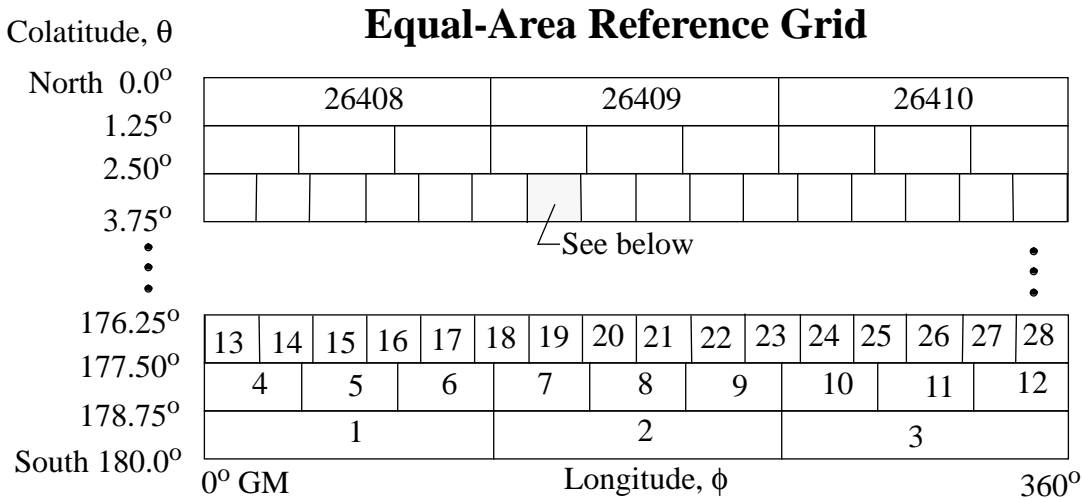 Equal-Area Reference Grid
Colatitude, θ
North 0.0°
26408 26409 26410
1.25°
2.50°
3.75°
See below
176.25°
13 14 15 16 17 18 19 20 21 22 23 24 25 26 27 28
177.50°
4 5 6 7 8 9 10 11 12
178.75°
1 2 3
South 180.0°
0° GM Longitude, ϕ 360°